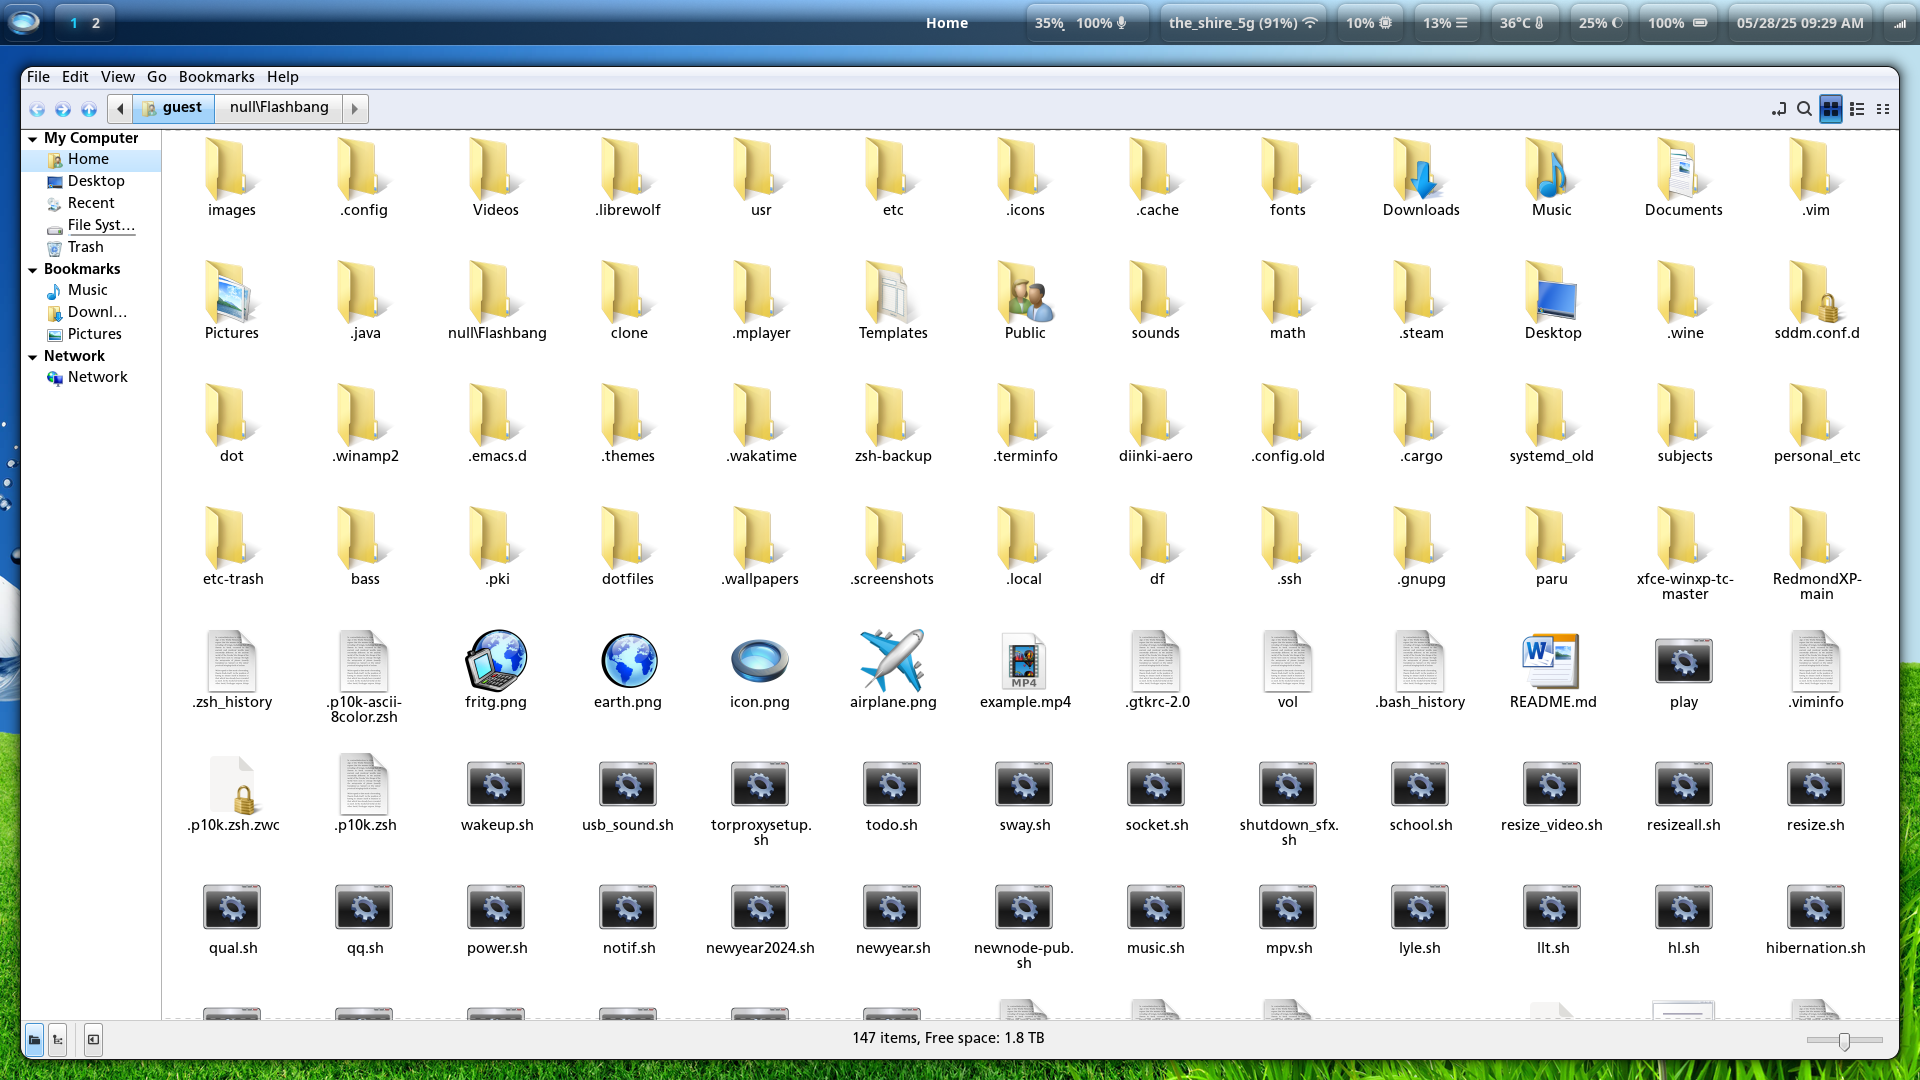 1 2
Home
35% 100%
the_shire_5g (91%)
10%
13%
36°C
25%
100%
05/28/25 09:29 AM
File Edit View Go Bookmarks Help
guest null\Flashbang
My Computer
Home
Desktop
Recent
File Syst...
Trash
Bookmarks
Music
Downl...
Pictures
Network
Network
images .config Videos .librewolf usr etc .icons .cache fonts Downloads Music Documents .vim
Pictures .java null\Flashbang clone .mplayer Templates Public sounds math .steam Desktop .wine sddm.conf.d
dot .winamp2 .emacs.d .themes .wakatime zsh-backup .terminfo diinki-aero .config.old .cargo systemd_old subjects personal_etc
etc-trash bass .pki dotfiles .wallpapers .screenshots .local df .ssh .gnupg paru xfce-winxp-tc-
master RedmondXP-
main
.zsh_history .p10k-ascii-
8color.zsh fritg.png earth.png icon.png airplane.png MP4
example.mp4 .gtkrc-2.0 vol .bash_history W
README.md play .viminfo
.p10k.zsh.zwc .p10k.zsh wakeup.sh usb_sound.sh torproxysetup.
sh todo.sh sway.sh socket.sh shutdown_sfx.
sh school.sh resize_video.sh resizeall.sh resize.sh
qual.sh qq.sh power.sh notif.sh newyear2024.sh newyear.sh newnode-pub.
sh music.sh mpv.sh lyle.sh llt.sh hl.sh hibernation.sh
147 items, Free space: 1.8 TB